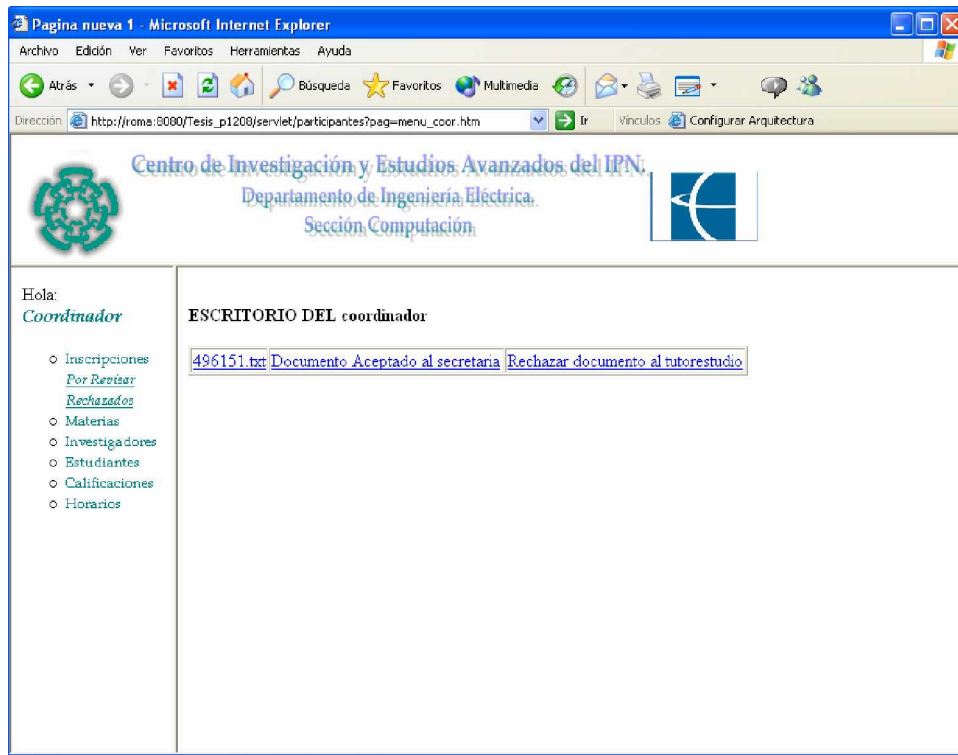 Pagina nueva 1 - Microsoft Internet Explorer
Archivo Edición Ver Favoritos Herramientas Ayuda
Atrás Búsqueda Favoritos Multimedia
Dirección http://roma:8080/Tesis_p1208/servlet/participantes?pag=menu_coor.htm Ir Vínculos Configurar Arquitectura
Centro de Investigación y Estudios Avanzados del IPN.
Departamento de Ingeniería Eléctrica.
Sección Computación
Hola:
Coordinador
ESCRITORIO DEL coordinador
496151.txt Documento Aceptado al secretaria Rechazar documento al tutorestudio
Inscripciones
Por Revisar
Rechazados
Materias
Investigadores
Estudiantes
Calificaciones
Horarios